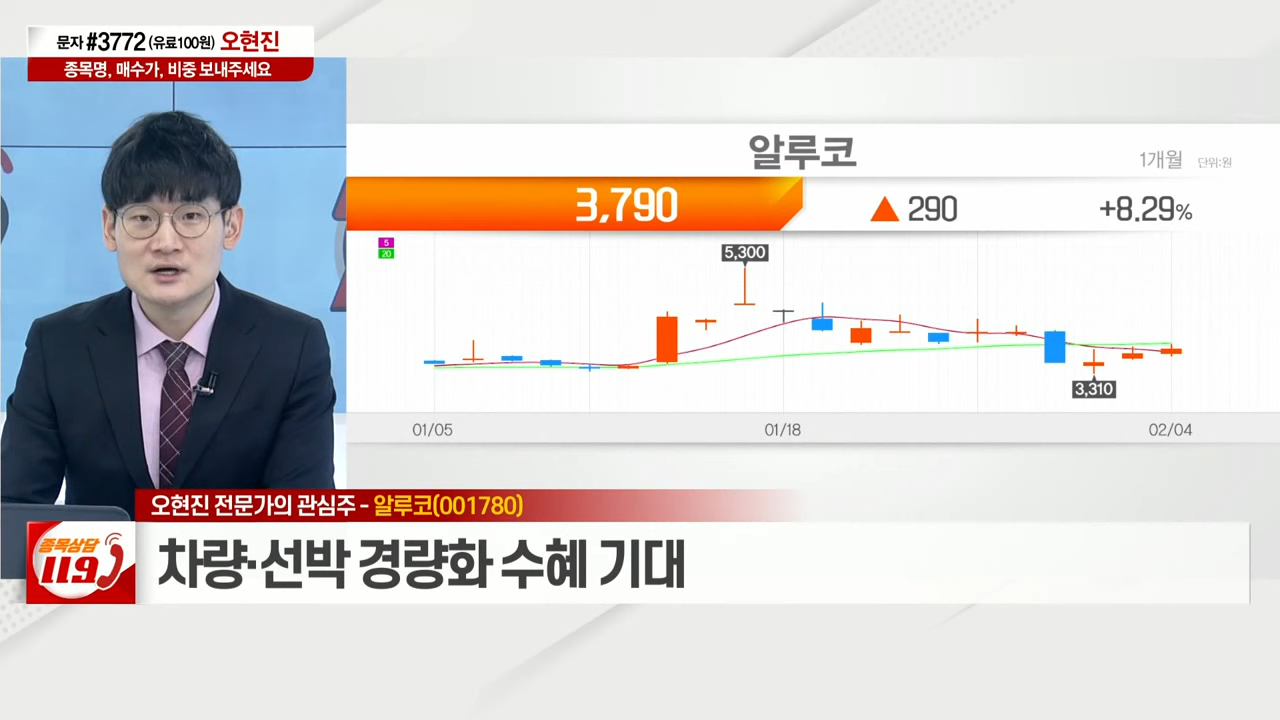 문자 #3772 (유료100원) 오현진
종목명, 매수가, 비중 보내주세요
알루코
1개월 단위:원
3,790 ▲ 290 +8.29%
5
20
5,300
3,310
01/05 01/18 02/04
오현진 전문가의 관심주 - 알루코(001780)
종목상담
119
차량·선박 경량화 수혜 기대